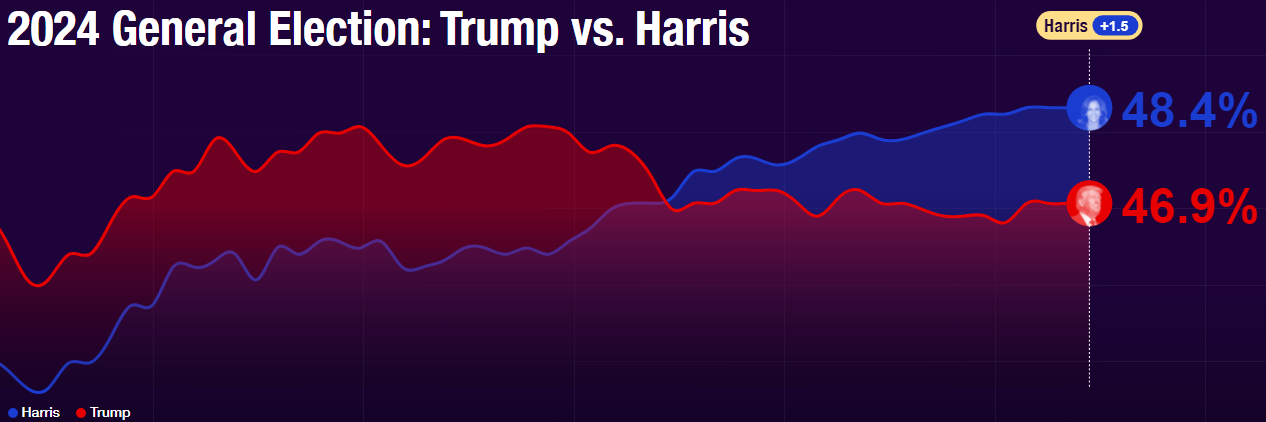 2024 General Election: Trump vs. Harris
Harris +1.5
48.4%
46.9%
Harris Trump